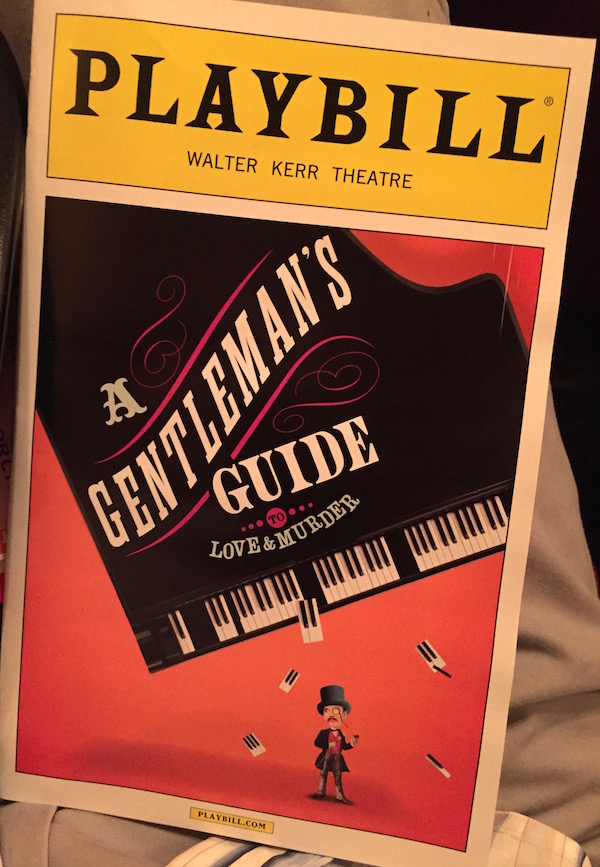 PLAYBILL®
WALTER KERR THEATRE
A
GENTLEMAN'S
GUIDE
TO
LOVE & MURDER
PLAYBILL.COM